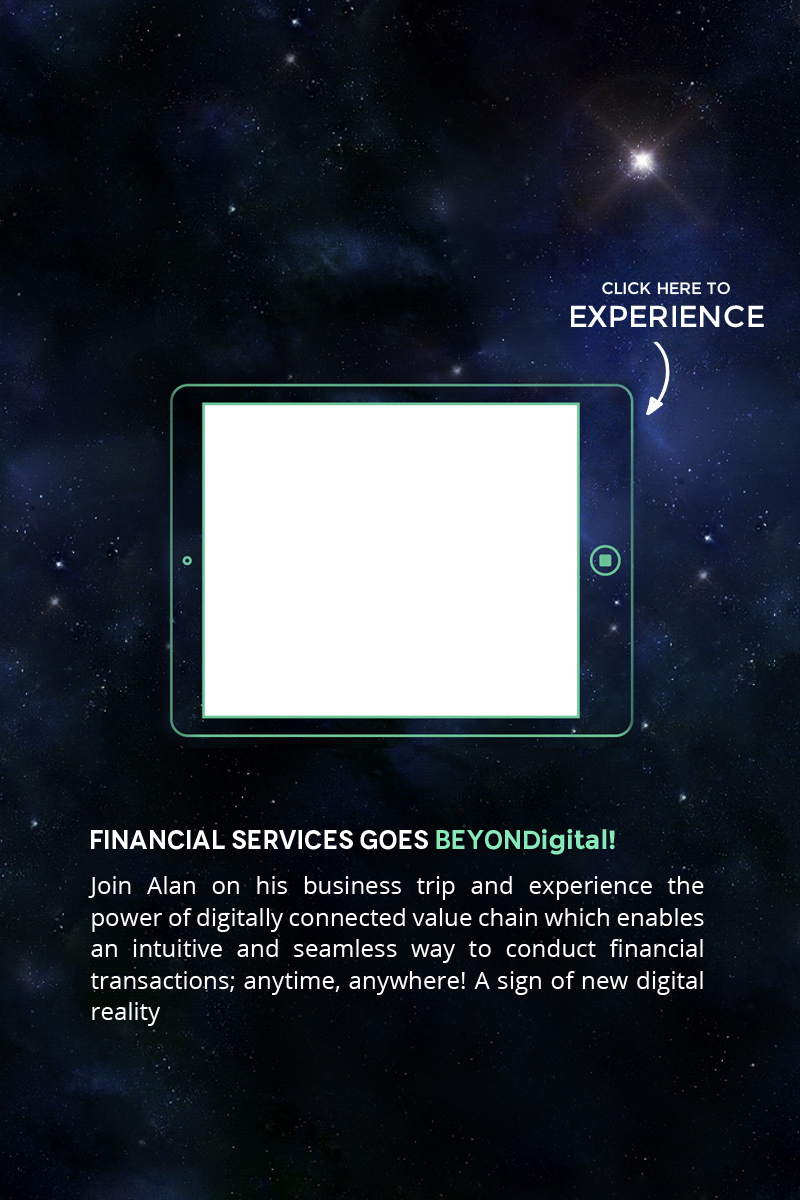 CLICK HERE TO
EXPERIENCE
FINANCIAL SERVICES GOES BEYONDigital!
Join Alan on his business trip and experience the
power of digitally connected value chain which enables
an intuitive and seamless way to conduct financial
transactions; anytime, anywhere! A sign of new digital
reality